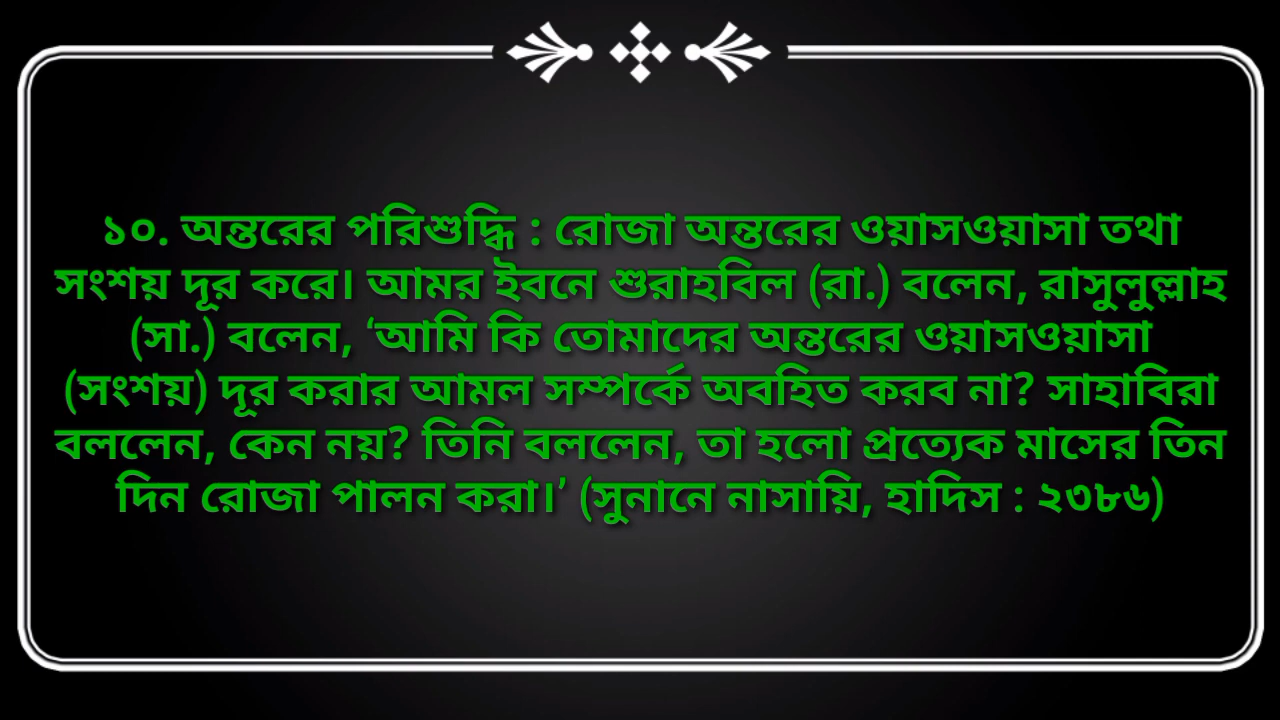 ১০. অন্তরের পরিশুদ্ধি : রোজা অন্তরের ওয়াসওয়াসা তথা
সংশয় দূর করে। আমর ইবনে শুরাহবিল (রা.) বলেন, রাসুলুল্লাহ
(সা.) বলেন, ‘আমি কি তোমাদের অন্তরের ওয়াসওয়াসা
(সংশয়) দূর করার আমল সম্পর্কে অবহিত করব না? সাহাবিরা
বললেন, কেন নয়? তিনি বললেন, তা হলো প্রত্যেক মাসের তিন
দিন রোজা পালন করা।’ (সুনানে নাসায়ি, হাদিস : ২৩৮৬)